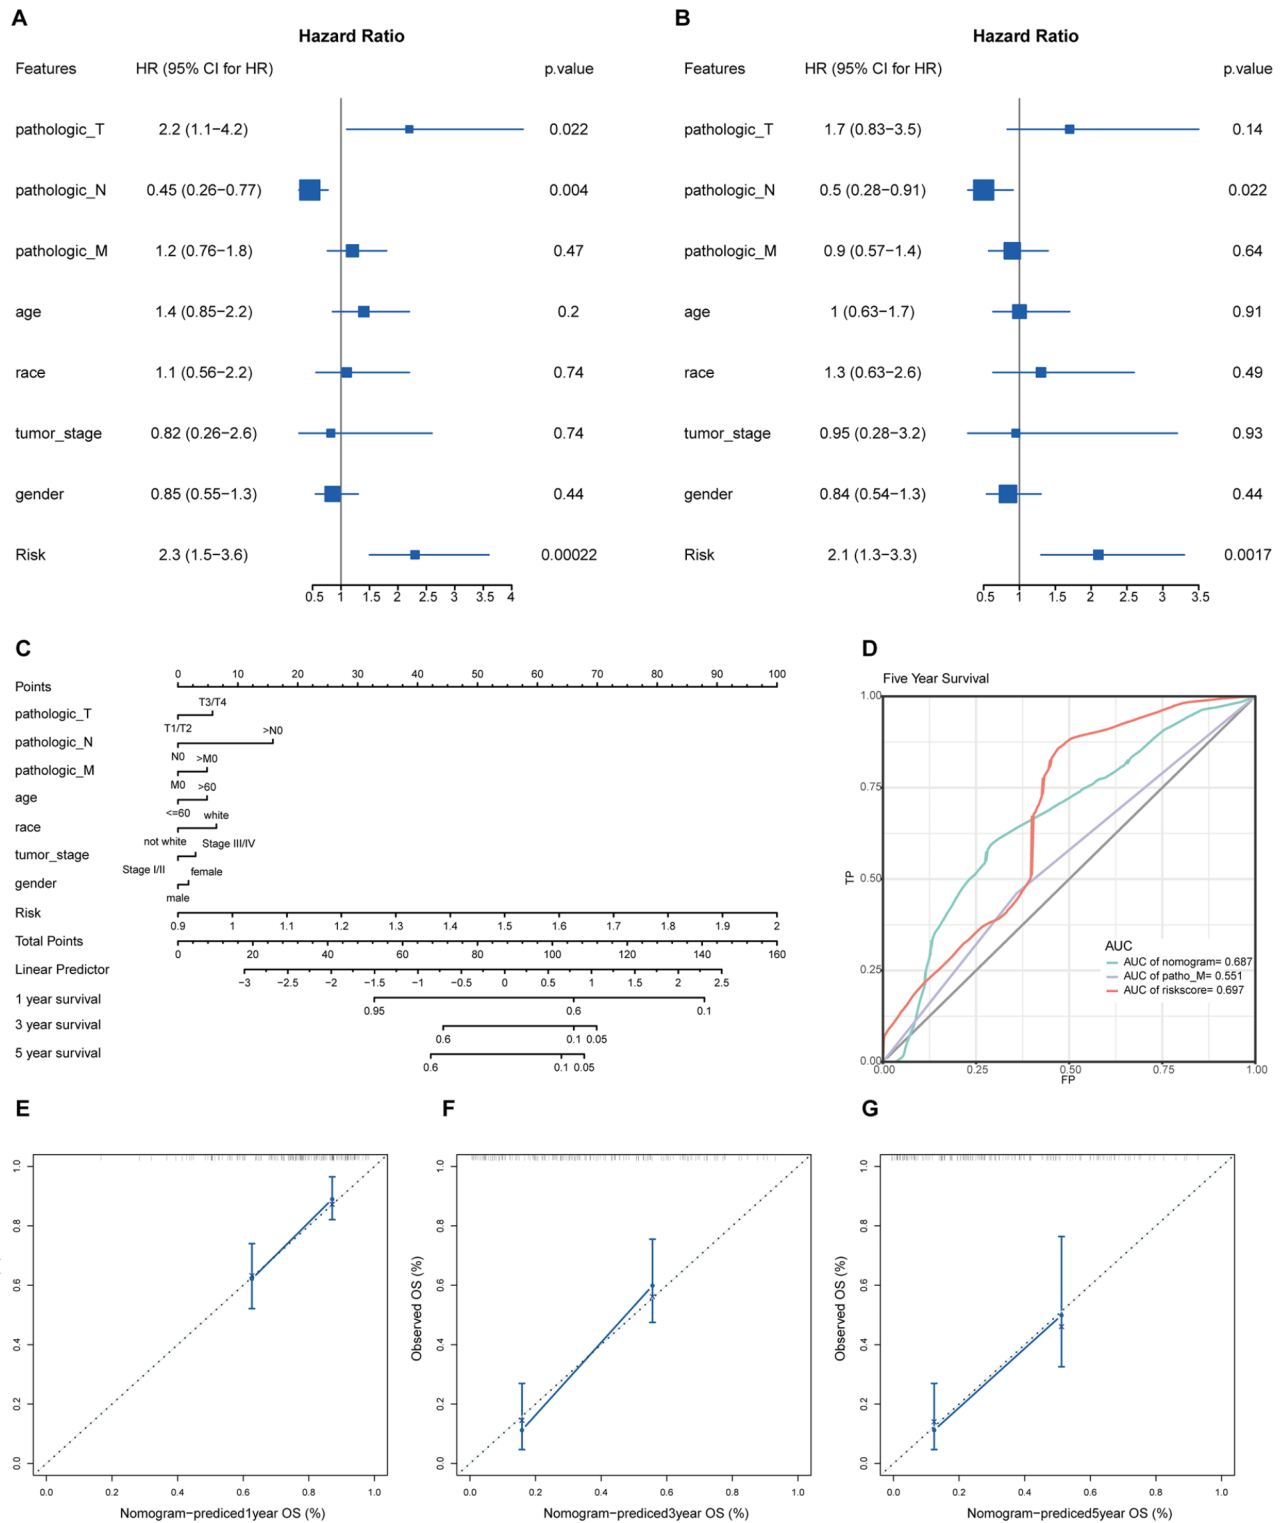 A
Hazard Ratio
Features HR (95% CI for HR) p.value
pathologic_T 2.2 (1.1−4.2) 0.022
pathologic_N 0.45 (0.26−0.77) 0.004
pathologic_M 1.2 (0.76−1.8) 0.47
age 1.4 (0.85−2.2) 0.2
race 1.1 (0.56−2.2) 0.74
tumor_stage 0.82 (0.26−2.6) 0.74
gender 0.85 (0.55−1.3) 0.44
Risk 2.3 (1.5−3.6) 0.00022
0.5 1 1.5 2 2.5 3 3.5 4
B
Hazard Ratio
Features HR (95% CI for HR) p.value
pathologic_T 1.7 (0.83−3.5) 0.14
pathologic_N 0.5 (0.28−0.91) 0.022
pathologic_M 0.9 (0.57−1.4) 0.64
age 1 (0.63−1.7) 0.91
race 1.3 (0.63−2.6) 0.49
tumor_stage 0.95 (0.28−3.2) 0.93
gender 0.84 (0.54−1.3) 0.44
Risk 2.1 (1.3−3.3) 0.0017
0.5 1 1.5 2 2.5 3 3.5
C
0 10 20 30 40 50 60 70 80 90 100
Points
T3/T4
pathologic_T
T1/T2 >N0
pathologic_N
N0 >M0
pathologic_M
M0 >60
age
<=60 white
race
not white Stage III/IV
tumor_stage
Stage I/II female
gender
male
Risk
0.9 1 1.1 1.2 1.3 1.4 1.5 1.6 1.7 1.8 1.9 2
Total Points
0 20 40 60 80 100 120 140 160
Linear Predictor
−3 −2.5 −2 −1.5 −1 −0.5 0 0.5 1 1.5 2 2.5
1 year survival
0.95 0.6 0.1
3 year survival
0.6 0.1 0.05
5 year survival
0.6 0.1 0.05
D
Five Year Survival
1.00
0.75
0.50
0.25
0.00
TP
AUC
AUC of nomogram= 0.687
AUC of patho_M= 0.551
AUC of riskscore= 0.697
0.00 0.25 0.50 0.75 1.00
FP
E
1.0
0.8
0.6
0.4
0.2
0.0
0.0 0.2 0.4 0.6 0.8 1.0
Nomogram−prediced1year OS (%)
F
Observed OS (%)
1.0
0.8
0.6
0.4
0.2
0.0
0.0 0.2 0.4 0.6 0.8 1.0
Nomogram−prediced3year OS (%)
G
Observed OS (%)
1.0
0.8
0.6
0.4
0.2
0.0
0.0 0.2 0.4 0.6 0.8 1.0
Nomogram−prediced5year OS (%)